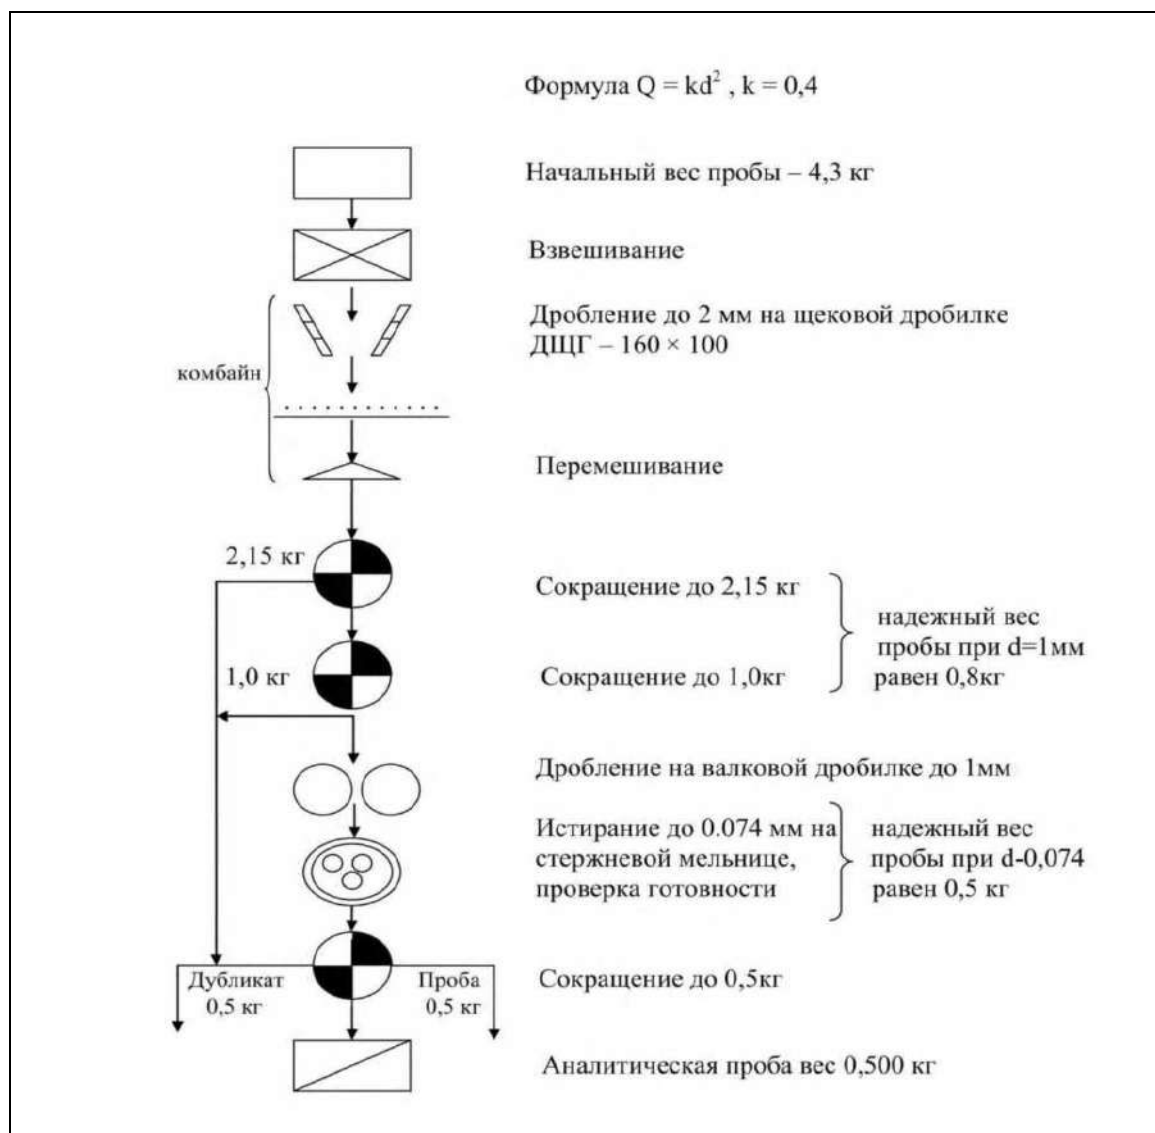 Формула Q = kd², k = 0,4
Начальный вес пробы – 4,3 кг
Взвешивание
Дробление до 2 мм на щековой дробилке
ДЩГ – 160 × 100
комбайн
Перемешивание
2,15 кг
Сокращение до 2,15 кг
надежный вес
пробы при d=1мм
равен 0,8кг
1,0 кг
Сокращение до 1,0кг
Дробление на валковой дробилке до 1мм
Истирание до 0.074 мм на
стержневой мельнице,
проверка готовности
надежный вес
пробы при d-0,074
равен 0,5 кг
Дубликат
0,5 кг
Проба
0,5 кг
Сокращение до 0,5кг
Аналитическая проба вес 0,500 кг